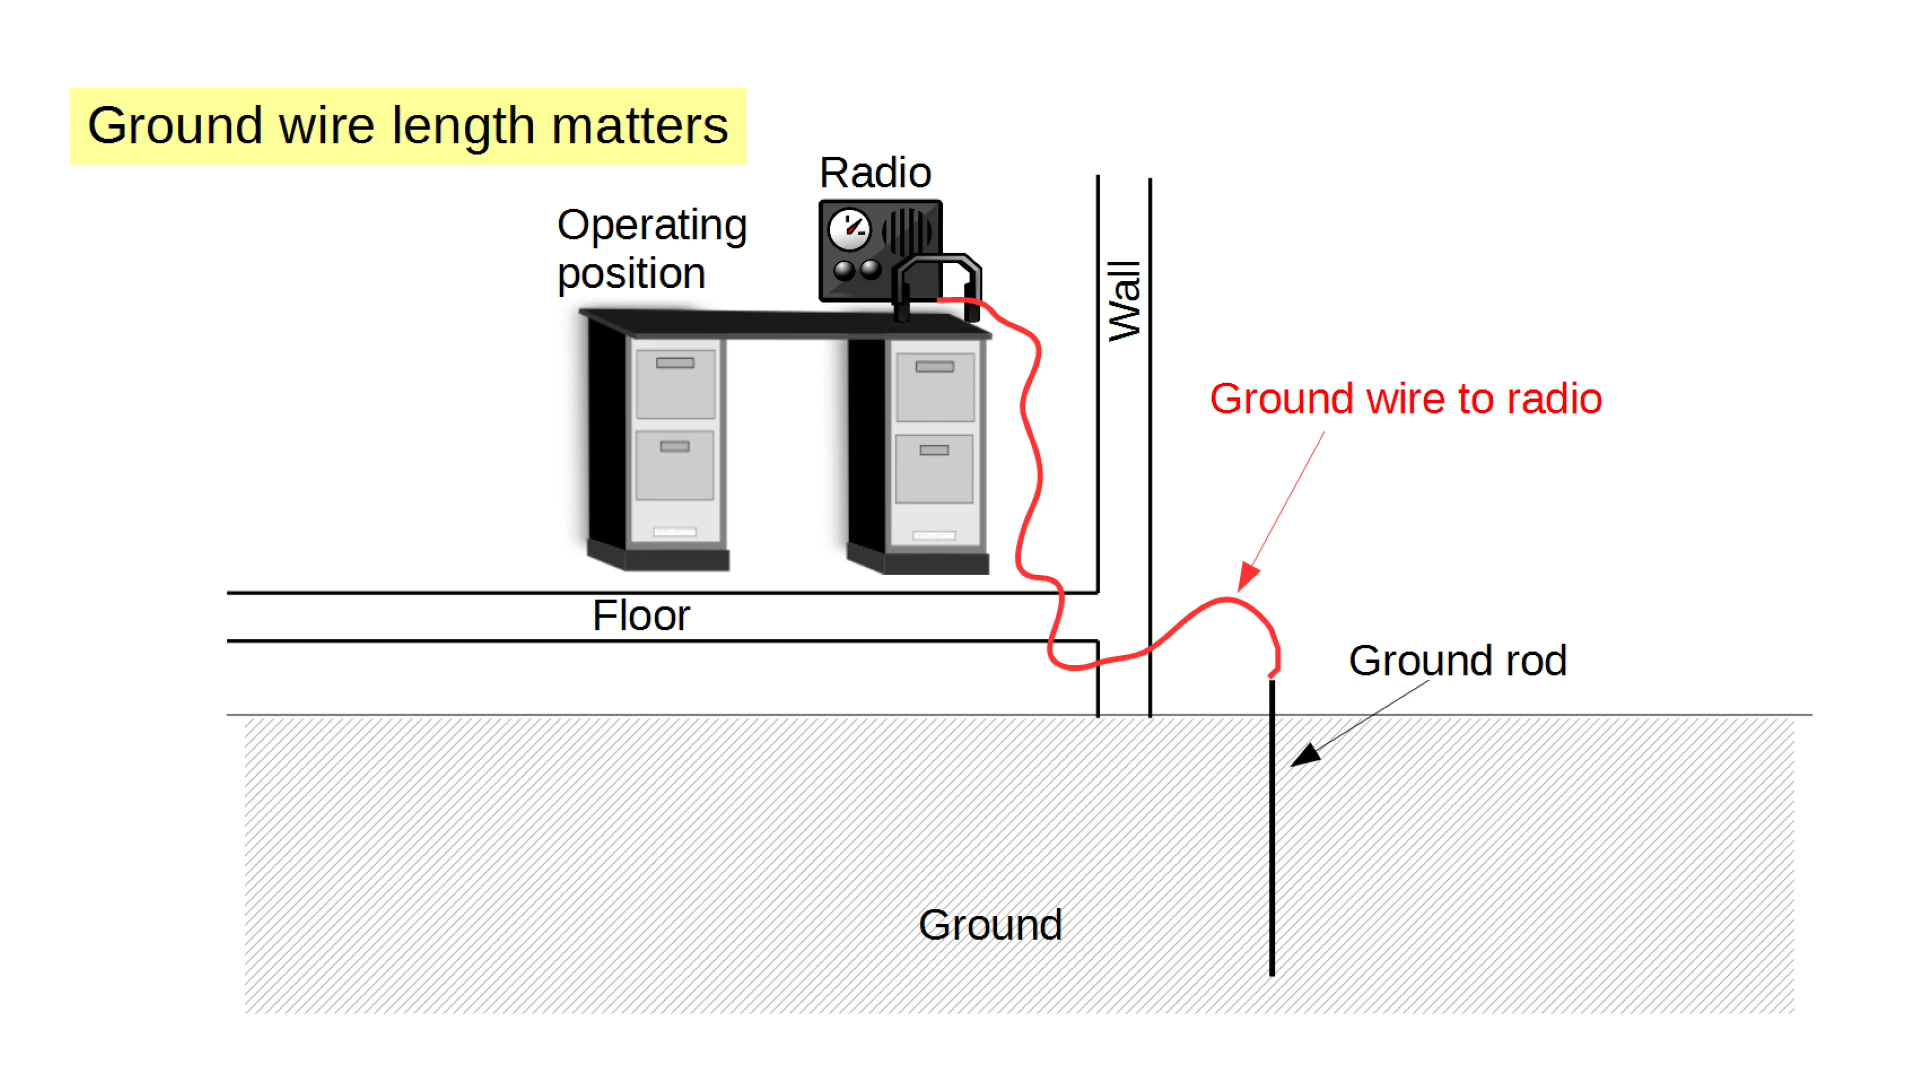 Ground wire length matters
Radio
Operating
position
Wall
Ground wire to radio
Floor
Ground rod
Ground